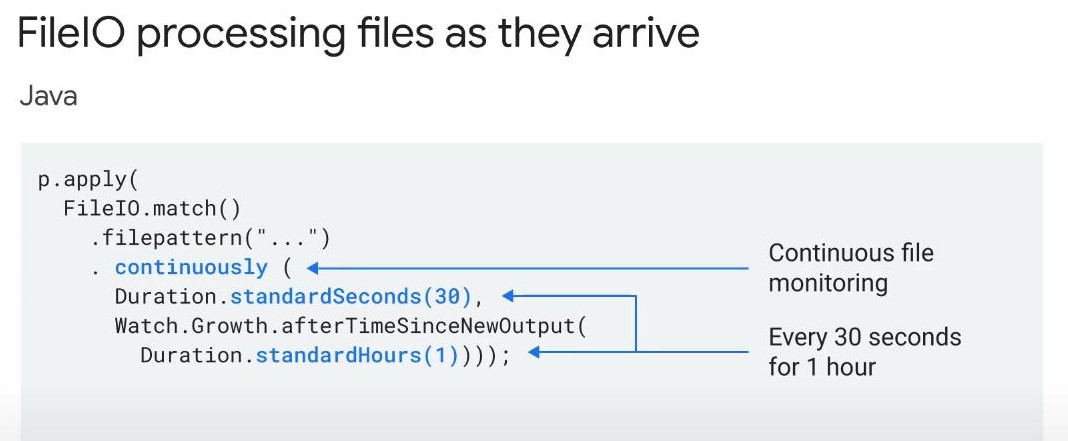 FileIO processing files as they arrive
Java
p.apply(
FileIO.match()
.filepattern("...")
. continuously (
Duration.standardSeconds(30),
Watch.Growth.afterTimeSinceNewOutput(
Duration.standardHours(1))));
Continuous file
monitoring
Every 30 seconds
for 1 hour